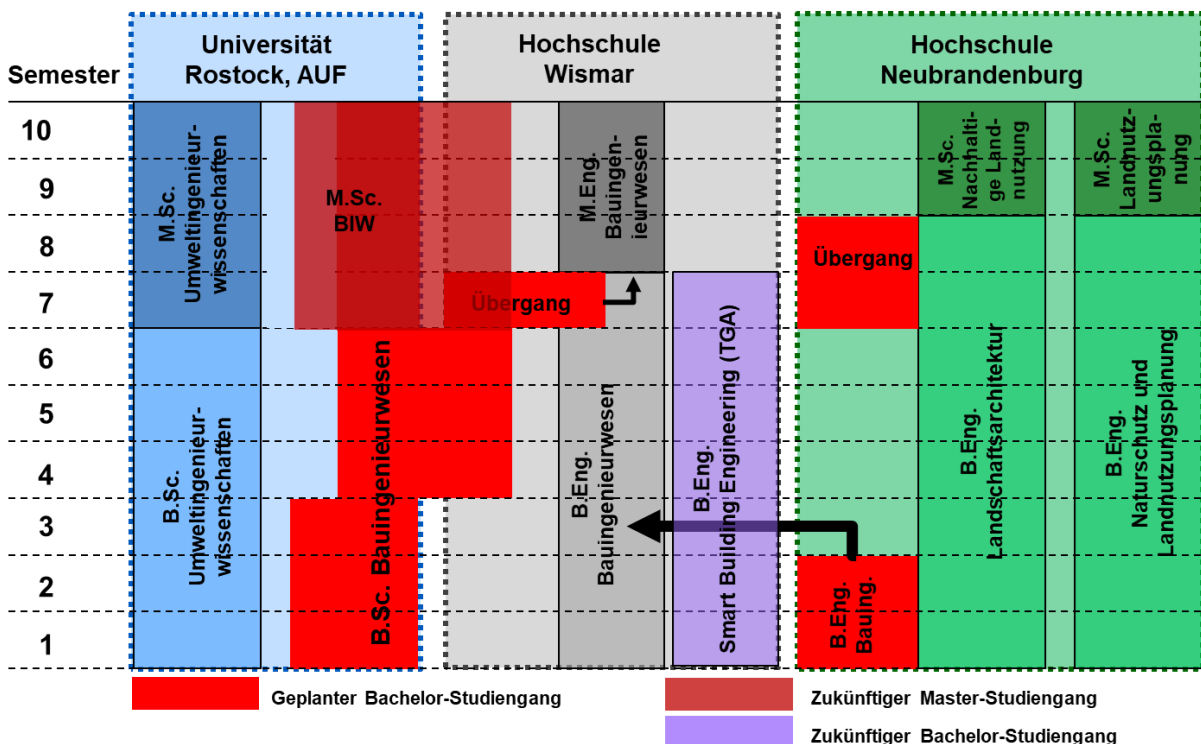 Universität
Rostock, AUF
Hochschule
Wismar
Hochschule
Neubrandenburg
Semester
10
9
8
7
6
5
4
3
2
1
M.Sc.
Umweltingenieur-
wissenschaften
B.Sc.
Umweltingenieur-
wissenschaften
M.Sc.
BIW
B.Sc. Bauingenieurwesen
Übergang
M.Eng.
Bauingen-
ieurwesen
B.Eng.
Bauingenieurwesen
B.Eng.
Smart Building Engineering (TGA)
Übergang
B.Eng.
Bauing.
M.Sc.
Nachhalti-
ge Land-
nutzung
B.Eng.
Landschaftsarchitektur
M.Sc.
Landnutz-
ungspla-
nung
B.Eng.
Naturschutz und
Landnutzungsplanung
Geplanter Bachelor-Studiengang
Zukünftiger Master-Studiengang
Zukünftiger Bachelor-Studiengang